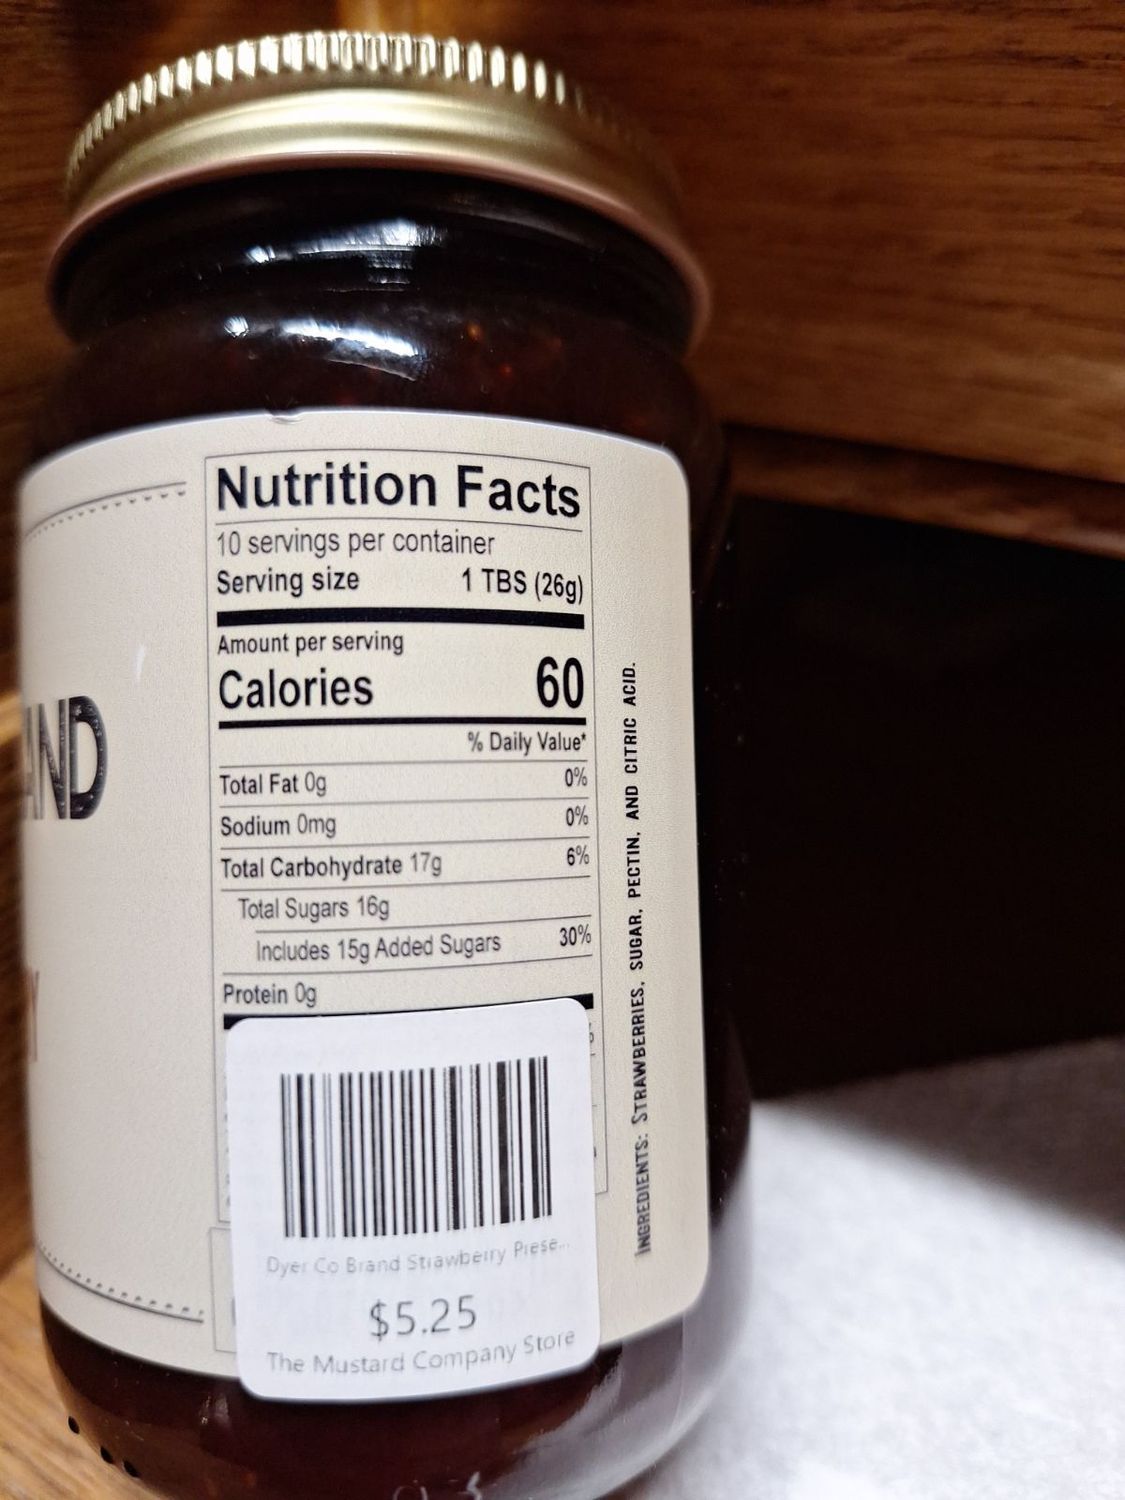 Nutrition Facts
10 servings per container
Serving size 1 TBS (26g)
Amount per serving
Calories 60
% Daily Value*
Total Fat 0g 0%
Sodium 0mg 0%
Total Carbohydrate 17g 6%
Total Sugars 16g
Includes 15g Added Sugars 30%
Protein 0g
%
Dyer Co Brand Strawberry Prese...
$5.25
The Mustard Company Store
INGREDIENTS: STRAWBERRIES, SUGAR, PECTIN, AND CITRIC ACID.
AND
Y